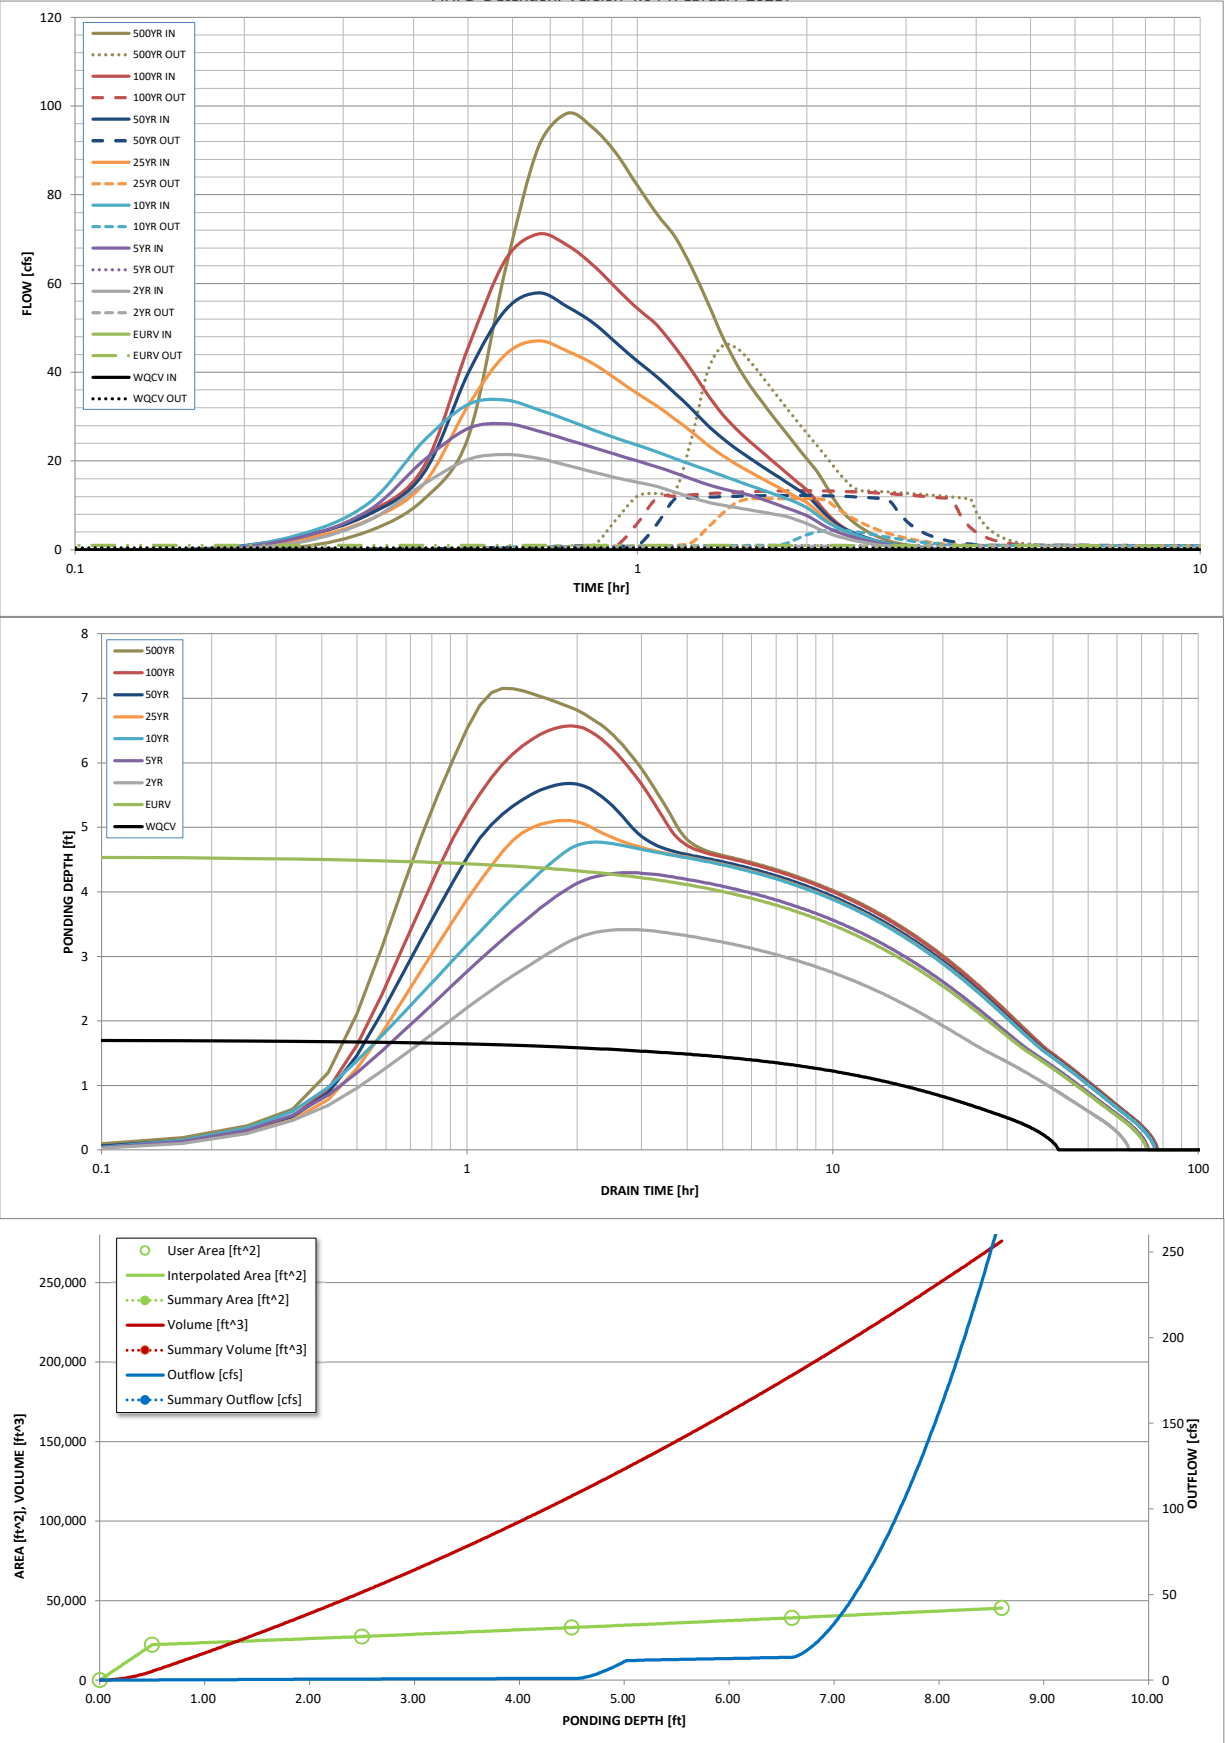 120
100
80
60
40
20
0
FLOW [cfs]
500YR IN
500YR OUT
100YR IN
100YR OUT
50YR IN
50YR OUT
25YR IN
25YR OUT
10YR IN
10YR OUT
5YR IN
5YR OUT
2YR IN
2YR OUT
EURV IN
EURV OUT
WQCV IN
WQCV OUT
0.1 1 10
TIME [hr]
8
7
6
5
4
3
2
1
0
PONDING DEPTH [ft]
500YR
100YR
50YR
25YR
10YR
5YR
2YR
EURV
WQCV
0.1 1 10 100
DRAIN TIME [hr]
User Area [ft^2]
Interpolated Area [ft^2]
Summary Area [ft^2]
Volume [ft^3]
Summary Volume [ft^3]
Outflow [cfs]
Summary Outflow [cfs]
250,000
200,000
150,000
100,000
50,000
0
AREA [ft^2], VOLUME [ft^3]
250
200
150
100
50
0
OUTFLOW [cfs]
0.00 1.00 2.00 3.00 4.00 5.00 6.00 7.00 8.00 9.00 10.00
PONDING DEPTH [ft]